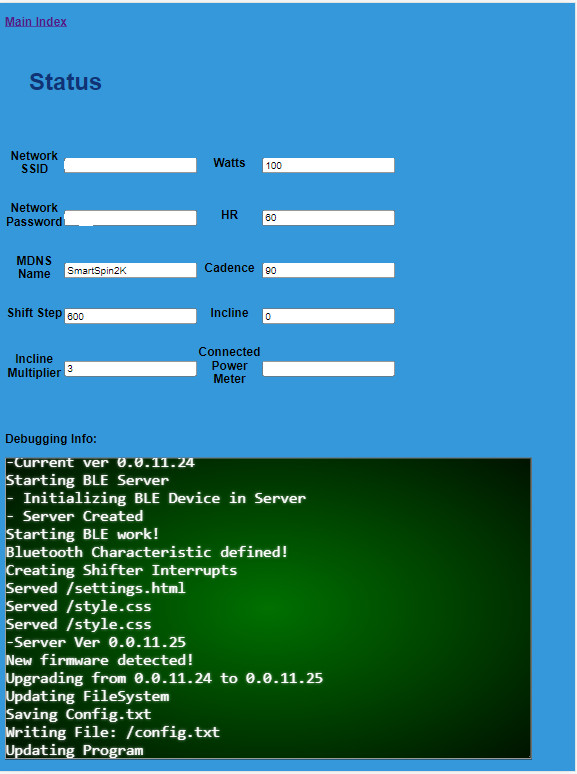 Main Index
Status
Network
SSID
Watts
100
Network
Password
HR
60
MDNS
Name
SmartSpin2K
Cadence
90
Shift Step
600
Incline
0
Incline
Multiplier
3
Connected
Power
Meter
Debugging Info:
-Current ver 0.0.11.24
Starting BLE Server
- Initializing BLE Device in Server
- Server Created
Starting BLE work!
Bluetooth Characteristic defined!
Creating Shifter Interrupts
Served /settings.html
Served /style.css
Served /style.css
-Server Ver 0.0.11.25
New firmware detected!
Upgrading from 0.0.11.24 to 0.0.11.25
Updating FileSystem
Saving Config.txt
Writing File: /config.txt
Updating Program